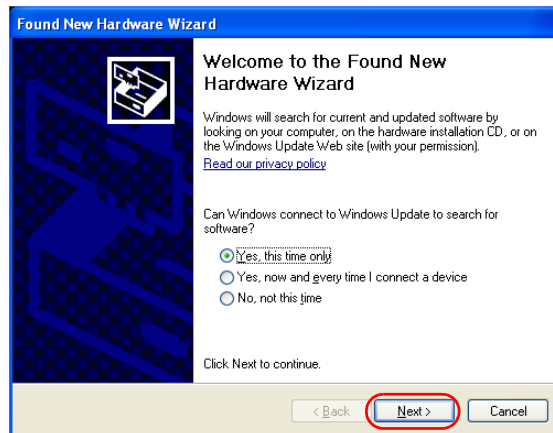 Found New Hardware Wizard
Welcome to the Found New
Hardware Wizard
Windows will search for current and updated software by
looking on your computer, on the hardware installation CD, or on
the Windows Update Web site (with your permission).
Read our privacy policy
Can Windows connect to Windows Update to search for
software?
Yes, this time only
Yes, now and every time I connect a device
No, not this time
Click Next to continue.
< Back
Next >
Cancel